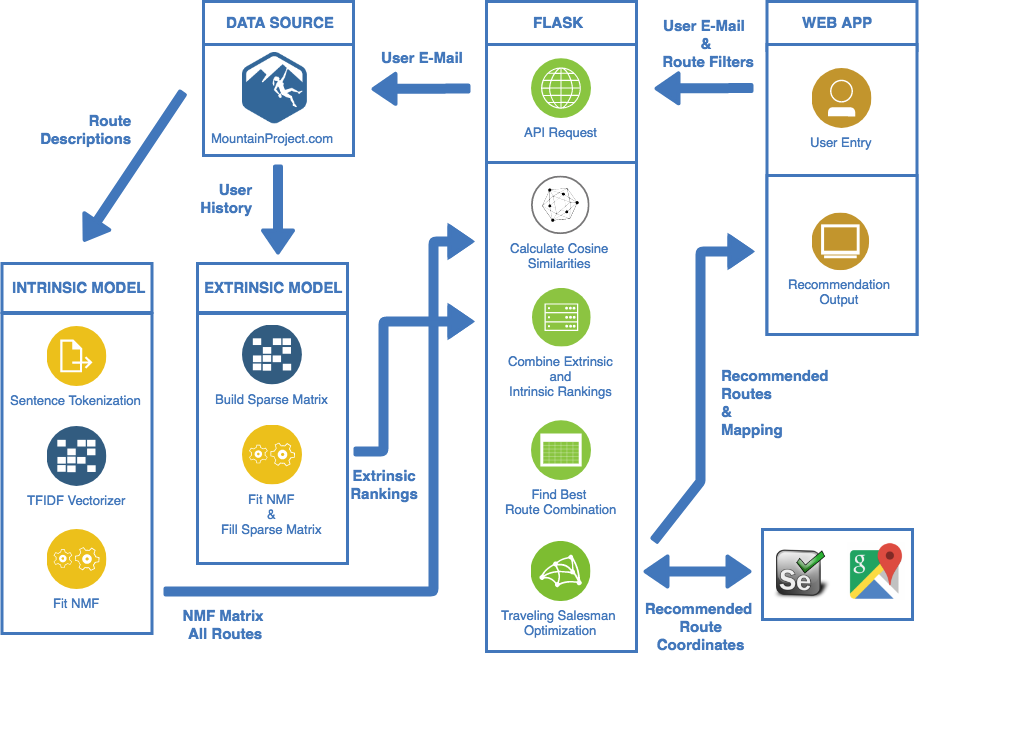 DATA SOURCE
MountainProject.com
User E-Mail
FLASK
API Request
Calculate Cosine
Similarities
Combine Extrinsic
and
Intrinsic Rankings
Find Best
Route Combination
Traveling Salesman
Optimization
User E-Mail
&
Route Filters
WEB APP
User Entry
Recommendation
Output
Route
Descriptions
User
History
INTRINSIC MODEL
Sentence Tokenization
TFIDF Vectorizer
Fit NMF
EXTRINSIC MODEL
Build Sparse Matrix
Fit NMF
&
Fill Sparse Matrix
Extrinsic
Rankings
NMF Matrix
All Routes
Recommended
Routes
&
Mapping
Recommended
Route
Coordinates
Se
g